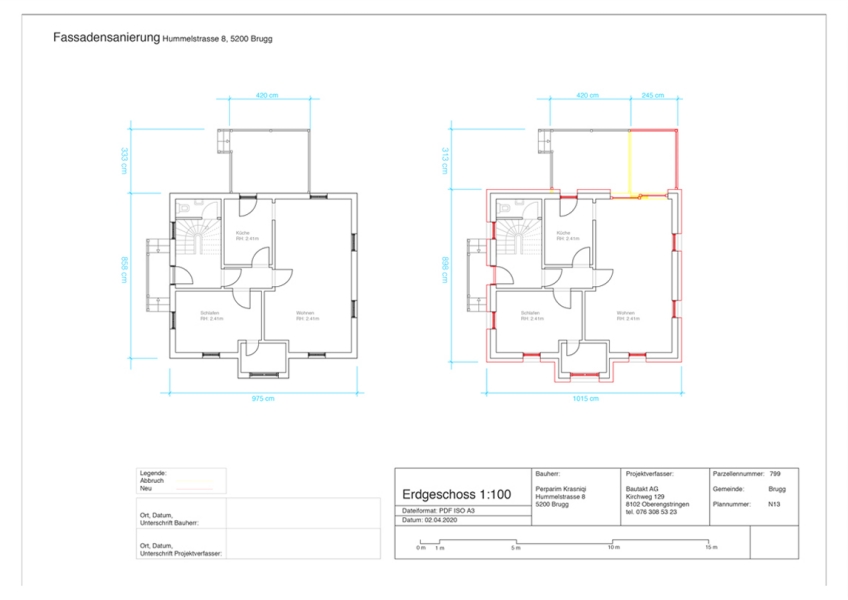 Fassadensanierung Hummelstrasse 8, 5200 Brugg
420 cm
420 cm
245 cm
333 cm
313 cm
858 cm
898 cm
Küche
RH: 2.41m
Küche
RH: 2.41m
Schlafen
RH: 2.41m
Wohnen
RH: 2.41m
Schlafen
RH: 2.41m
Wohnen
RH: 2.41m
975 cm
1015 cm
Legende:
Abbruch
Neu
Ort, Datum,
Unterschrift Bauherr:
Ort, Datum,
Unterschrift Projektverfasser:
Erdgeschoss 1:100
Dateiformat: PDF ISO A3
Datum: 02.04.2020
Bauherr:
Perparim Krasniqi
Hummelstrasse 8
5200 Brugg
Projektverfasser:
Bautakt AG
Kirchweg 129
8102 Oberengstringen
tel. 076 308 53 23
Parzellennummer: 799
Gemeinde: Brugg
Plannummer: N13
0 m 1 m 5 m 10 m 15 m